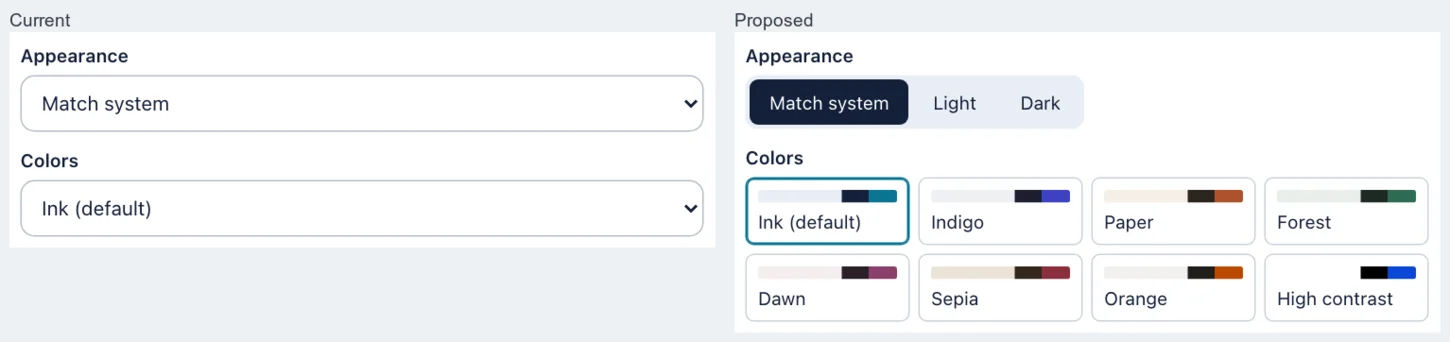 Current
Appearance
Match system
Colors
Ink (default)
Proposed
Appearance
Match system Light Dark
Colors
Ink (default) Indigo Paper Forest
Dawn Sepia Orange High contrast